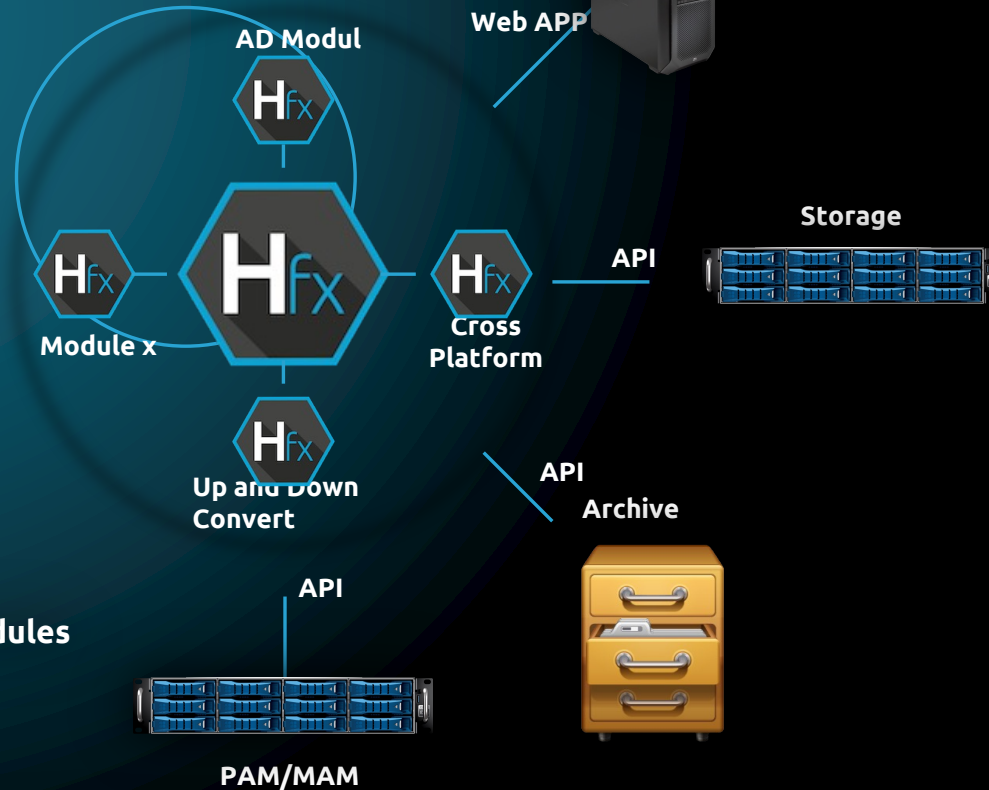 Web APP
AD Modul
Hfx
Storage
API
Hfx
Hfx
Hfx
Module x
Cross
Platform
Hfx
Up and Down
Convert
API
Archive
API
dules
PAM/MAM